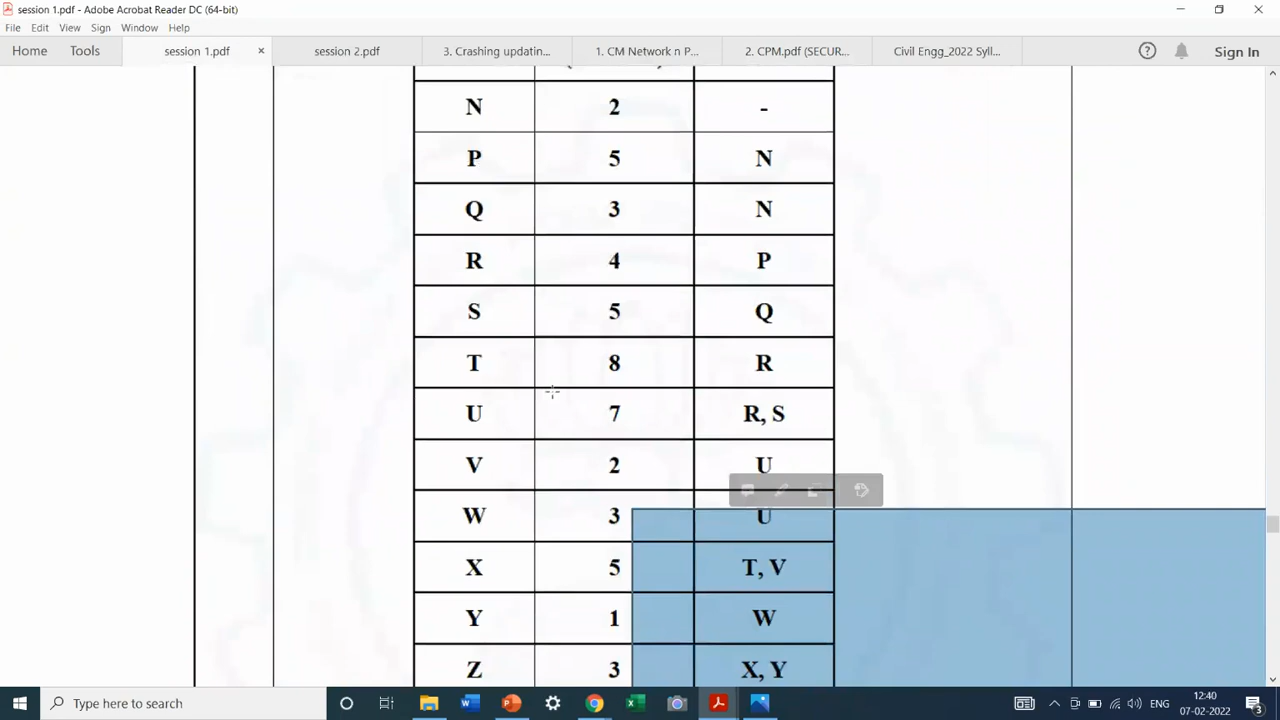 session 1.pdf - Adobe Acrobat Reader DC (64-bit)
File Edit View Sign Window Help
Home Tools session 1.pdf × session 2.pdf 3. Crashing updatin... 1. CM Network n P... 2. CPM.pdf (SECUR... Civil Engg_2022 Syll... Sign In
N 2 -
P 5 N
Q 3 N
R 4 P
S 5 Q
T 8 R
U 7 R, S
V 2 U
W 3 U
X 5 T, V
Y 1 W
Z 3 X, Y
Type here to search
ENG
12:40
07-02-2022
3